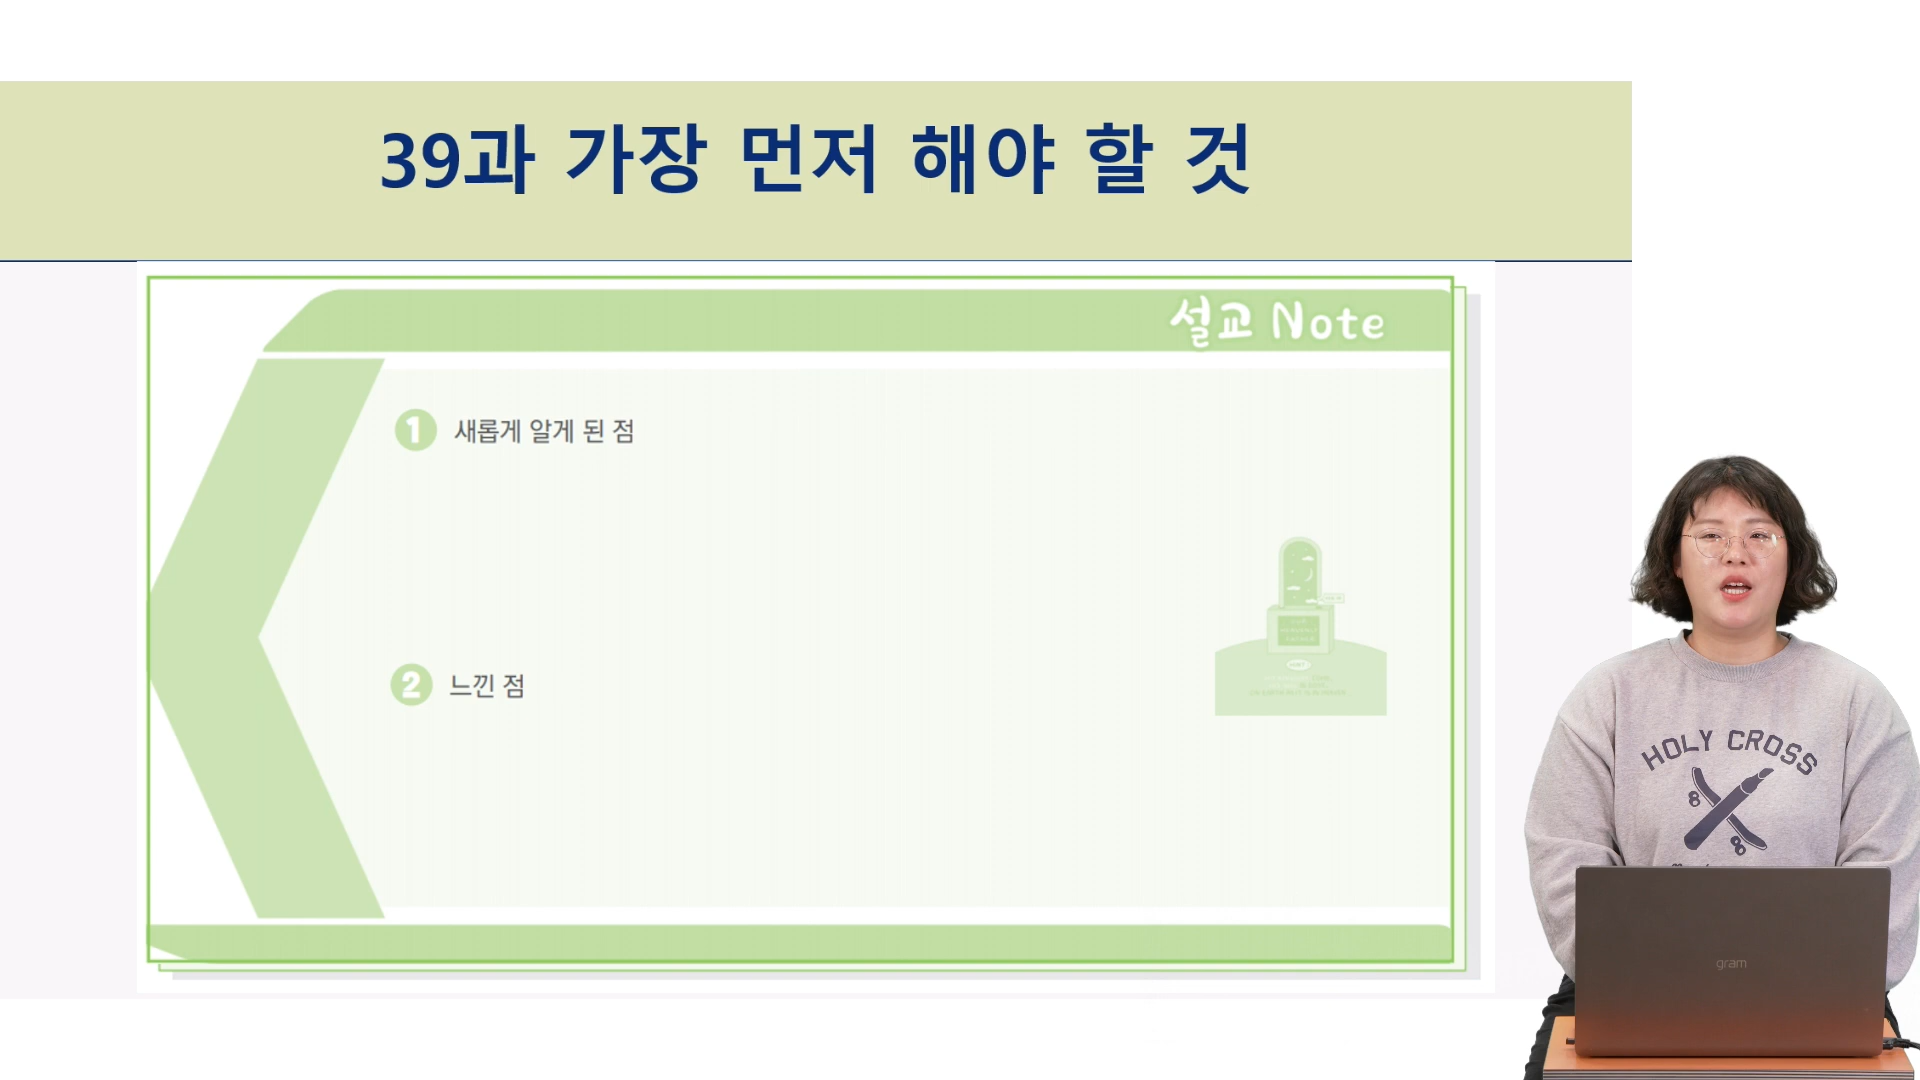 39과 가장 먼저 해야 할 것
설교 Note
1 새롭게 알게 된 점
2 느낀 점
HOLY CROSS
gram